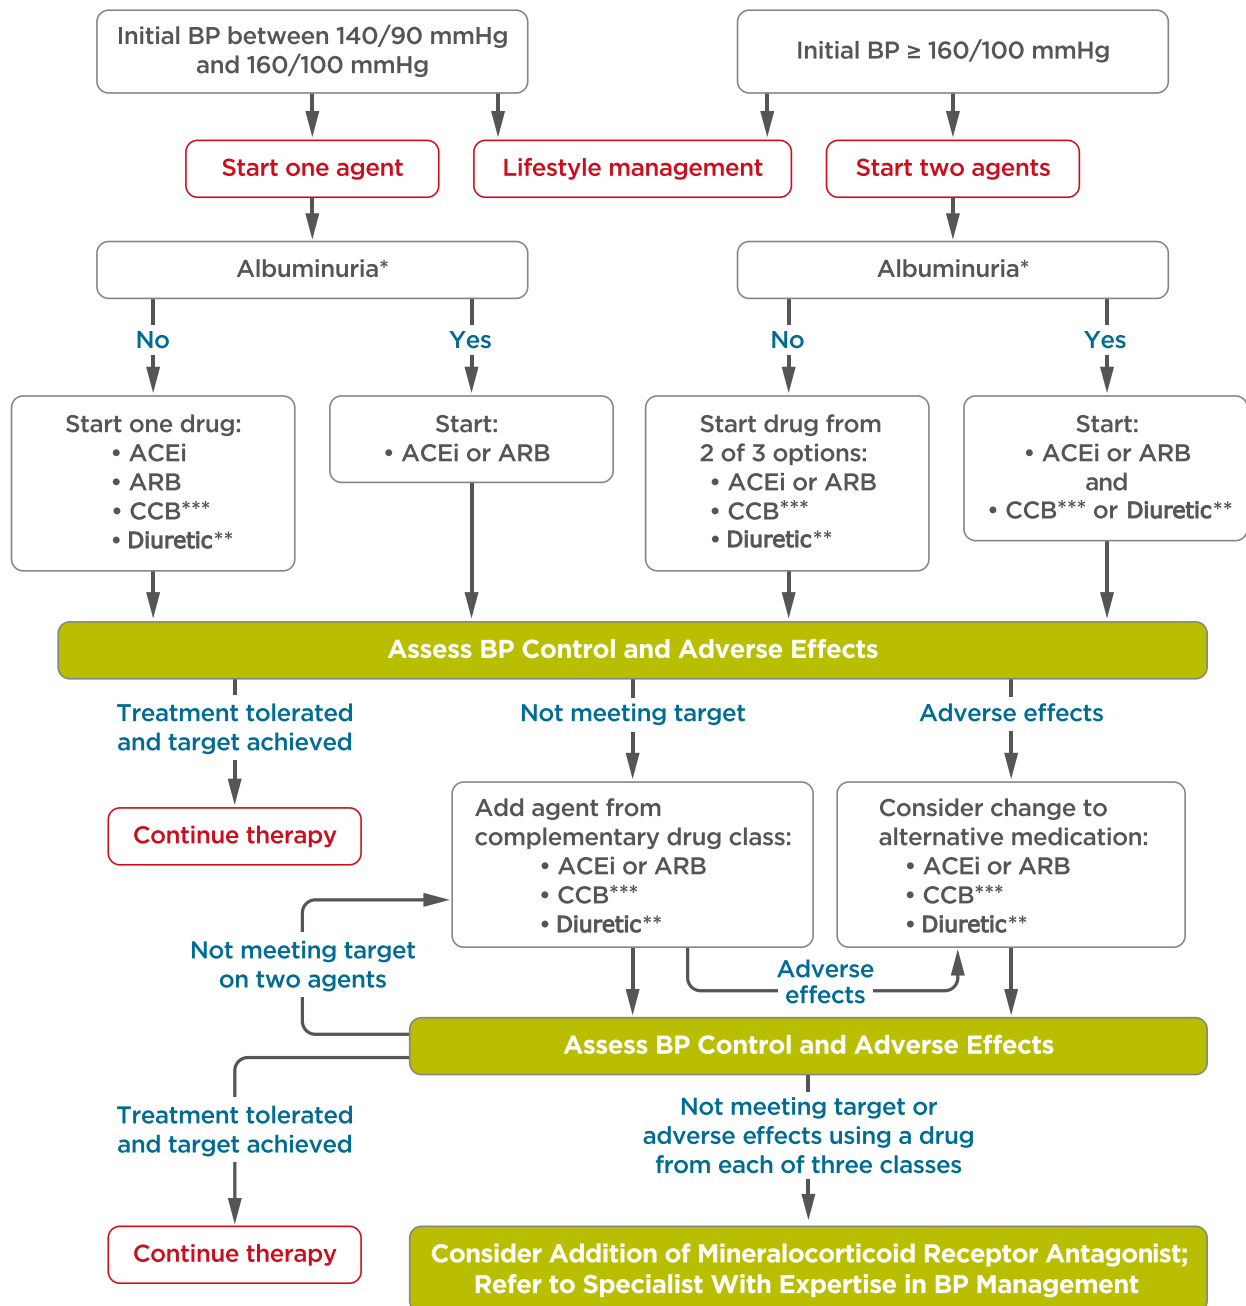 Initial BP between 140/90 mmHg
and 160/100 mmHg
Initial BP ≥ 160/100 mmHg
Start one agent
Lifestyle management
Start two agents
Albuminuria*
Albuminuria*
No
Yes
No
Yes
Start one drug:
• ACEi
• ARB
• CCB***
• Diuretic**
Start:
• ACEi or ARB
Start drug from
2 of 3 options:
• ACEi or ARB
• CCB***
• Diuretic**
Start:
• ACEi or ARB
and
• CCB*** or Diuretic**
Assess BP Control and Adverse Effects
Treatment tolerated
and target achieved
Not meeting target
Adverse effects
Continue therapy
Add agent from
complementary drug class:
• ACEi or ARB
• CCB***
• Diuretic**
Consider change to
alternative medication:
• ACEi or ARB
• CCB***
• Diuretic**
Not meeting target
on two agents
Adverse
effects
Assess BP Control and Adverse Effects
Treatment tolerated
and target achieved
Not meeting target or
adverse effects using a drug
from each of three classes
Continue therapy
Consider Addition of Mineralocorticoid Receptor Antagonist;
Refer to Specialist With Expertise in BP Management